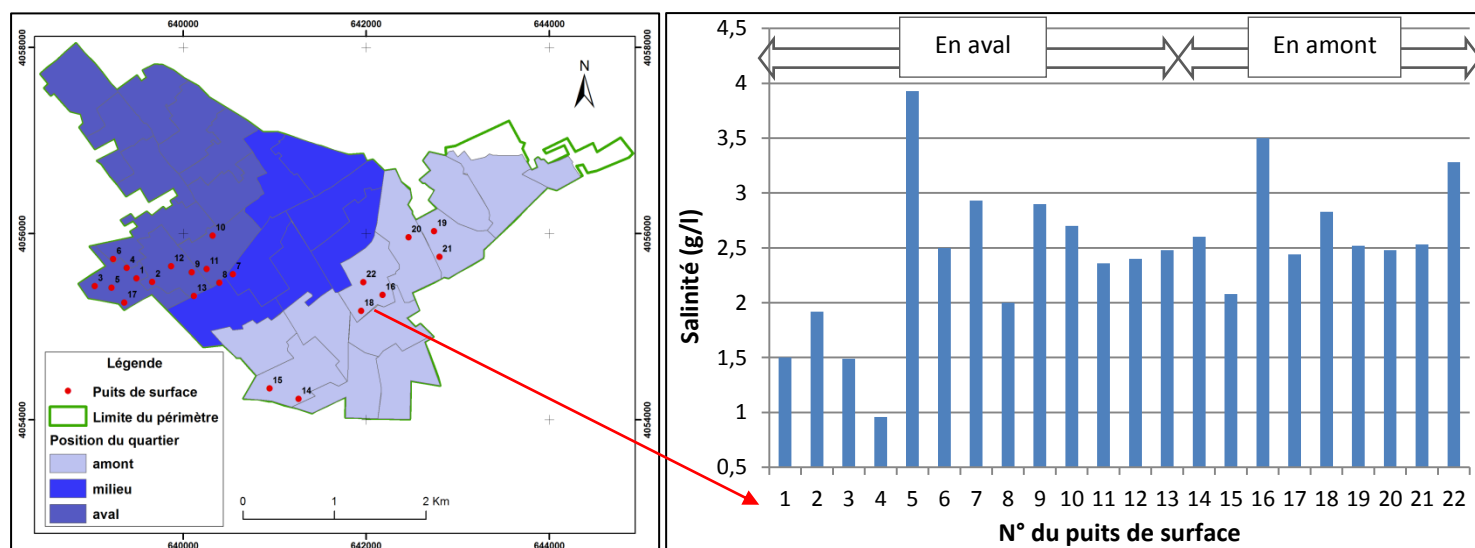 640000 642000 644000
4058000 4058000
N
4056000 4056000
4054000 4054000
10
19
20
21
6
4
12
9
11
7
3
5
1
2
8
13
17
22
16
18
15
14
Légende
Puits de surface
Limite du périmètre
Position du quartier
amont
milieu
aval
0 1 2 Km
640000 642000 644000
En aval En amont
Salinité (g/l)
4,5
4
3,5
3
2,5
2
1,5
1
0,5
1 2 3 4 5 6 7 8 9 10 11 12 13 14 15 16 17 18 19 20 21 22
N° du puits de surface